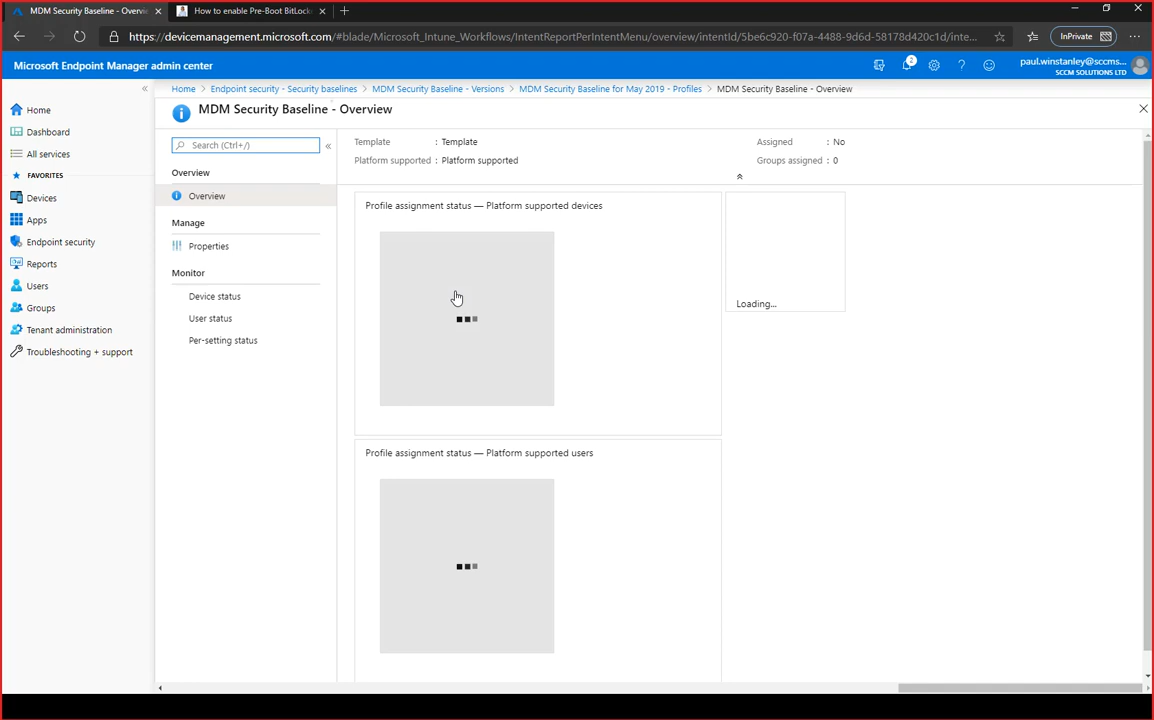 MDM Security Baseline - Overvi
How to enable Pre-Boot BitLock
https://devicemanagement.microsoft.com/#blade/Microsoft_Intune_Workflows/IntentReportPerIntentMenu/overview/intentId/5be6c920-f07a-4488-9d6d-58178d420c1d/inte...
InPrivate
Microsoft Endpoint Manager admin center
2
paul.winstanley@sccms...
SCCM SOLUTIONS LTD
Home > Endpoint security - Security baselines > MDM Security Baseline - Versions > MDM Security Baseline for May 2019 - Profiles > MDM Security Baseline - Overview
MDM Security Baseline - Overview
Home
Dashboard
All services
FAVORITES
Devices
Apps
Endpoint security
Reports
Users
Groups
Tenant administration
Troubleshooting + support
Search (Ctrl+/)
Overview
Overview
Manage
Properties
Monitor
Device status
User status
Per-setting status
Template : Template
Platform supported : Platform supported
Assigned : No
Groups assigned : 0
Profile assignment status — Platform supported devices
Loading...
Profile assignment status — Platform supported users